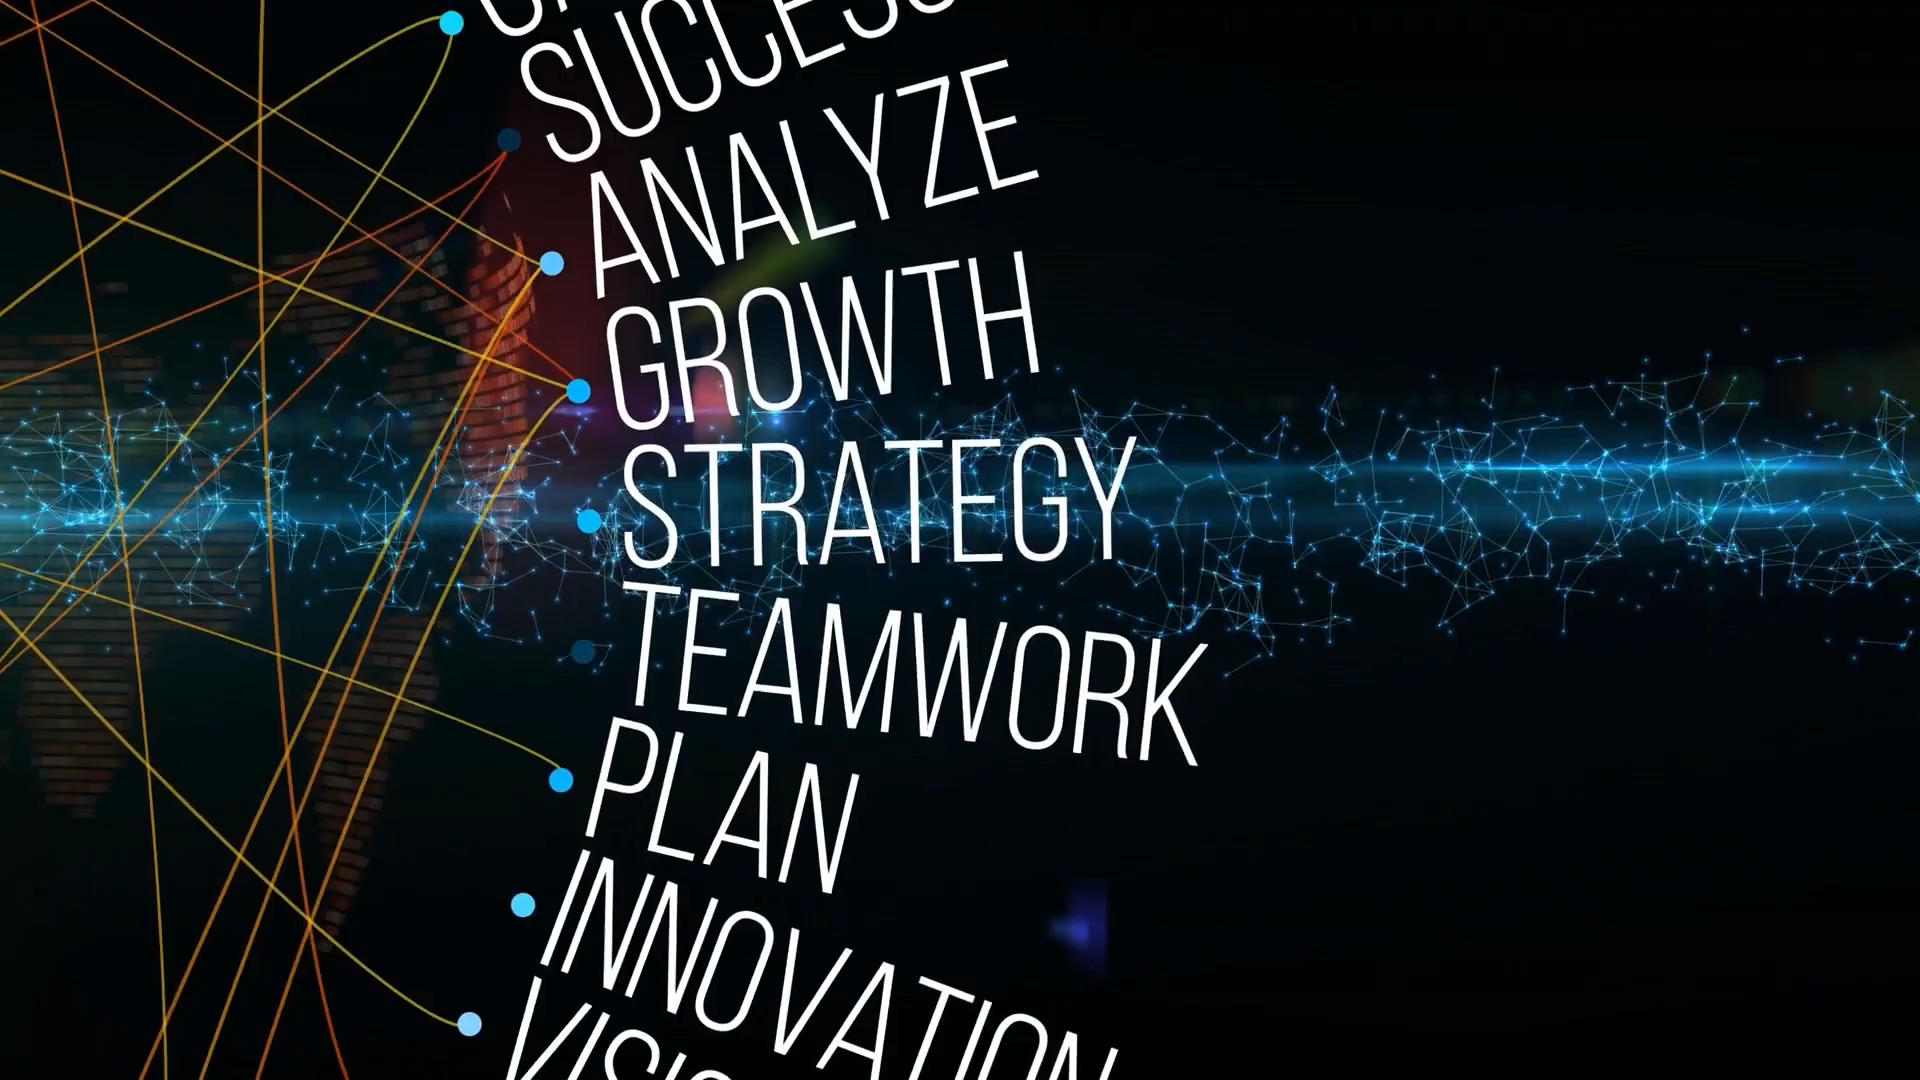 SUCCESS
ANALYZE
GROWTH
STRATEGY
TEAMWORK
PLAN
INNOVATION